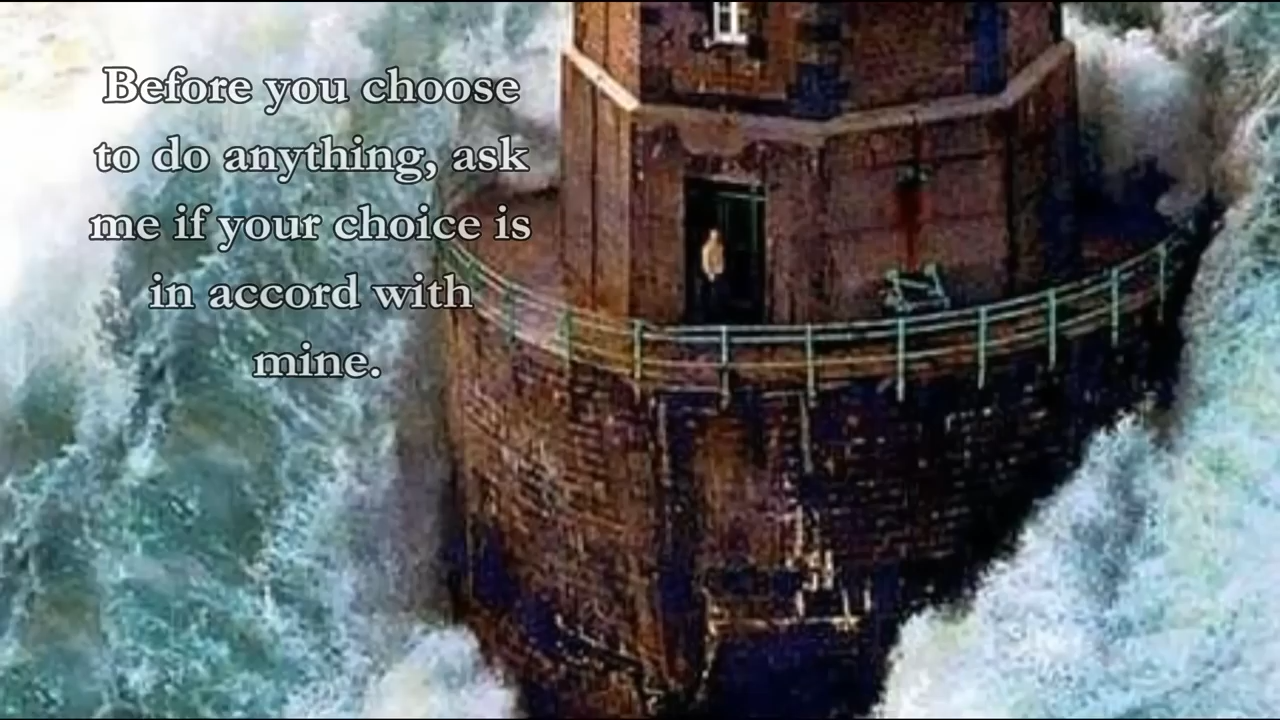 Before you choose
to do anything, ask
me if your choice is
in accord with
mine.